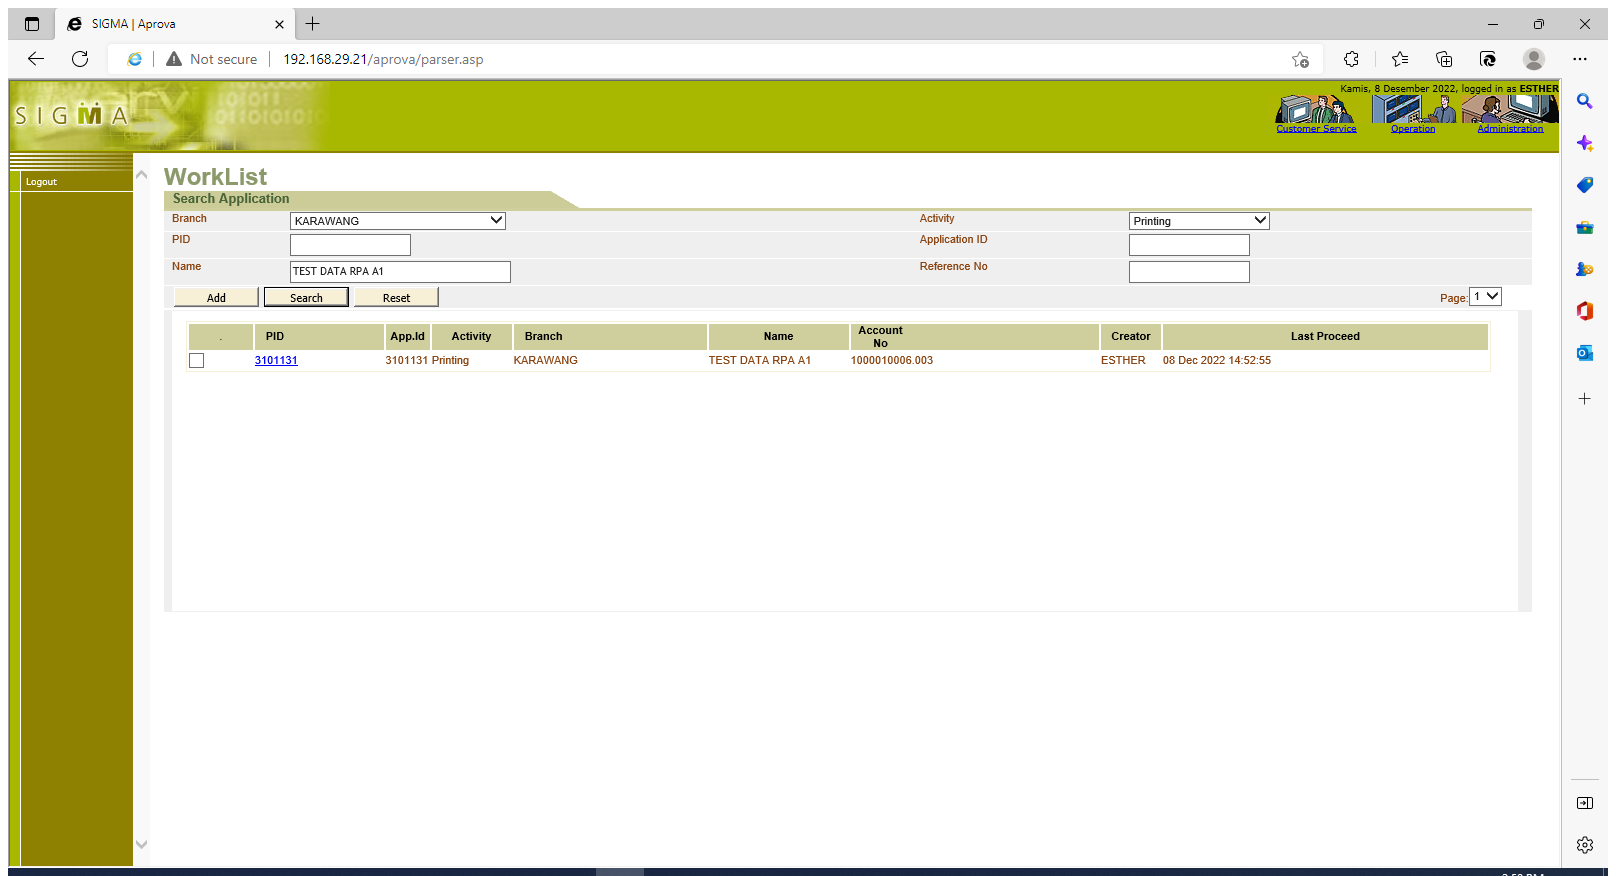 SIGMA | Aprova
Not secure 192.168.29.21/aprova/parser.asp
Kamis, 8 Desember 2022, logged in as ESTHER
SIGMA
Customer Service Operation Administration
Logout
WorkList
Search Application
Branch KARAWANG Activity Printing
PID Application ID
Name TEST DATA RPA A1 Reference No
Add Search Reset Page: 1
. PID App.Id Activity Branch Name Account No Creator Last Proceed
3101131 3101131 Printing KARAWANG TEST DATA RPA A1 1000010006.003 ESTHER 08 Dec 2022 14:52:55